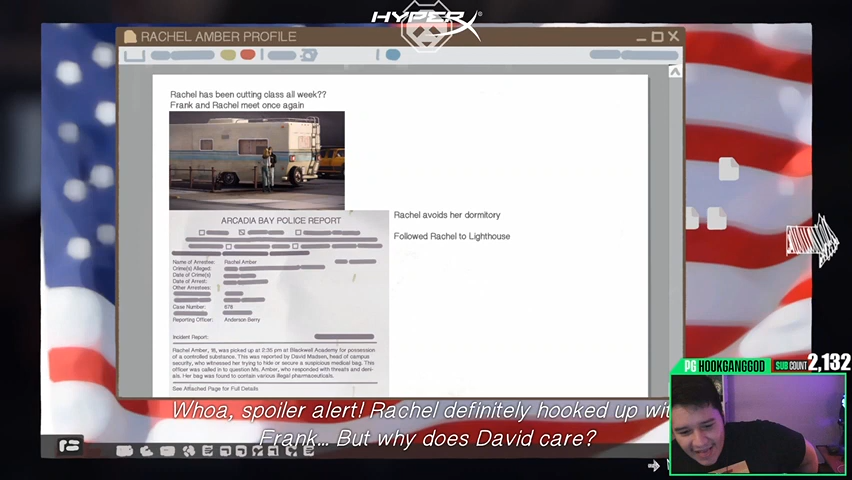 HYPERX
RACHEL AMBER PROFILE
Rachel has been cutting class all week??
Frank and Rachel meet once again
ARCADIA BAY POLICE REPORT
Rachel avoids her dormitory
Followed Rachel to Lighthouse
Name of Arrestee: Rachel Amber
Crime(s) Alleged:
Date of Crime(s)
Date of Arrest:
Other Arrestees:
Case Number: 678
Reporting Officer: Anderson Berry
Incident Report:
Rachel Amber, 18, was picked up at 2:35 pm at Blackwell Academy for possession
of a controlled substance. This was reported by David Madsen, head of campus
security, who witnessed her trying to hide or secure a suspicious medical bag. This
officer was called in to question Ms, Amber, who responded with threats and deni-
als. Her bag was found to contain various illegal pharmaceuticals.
See Attached Page for Full Details
PG HOOKGANGGOD SUB COUNT 2,132
Whoa, spoiler alert! Rachel definitely hooked up wit
Frank... But why does David care?